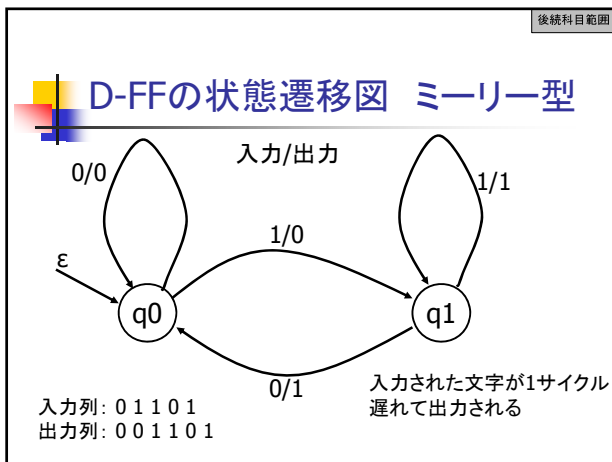 後続科目範囲
D-FFの状態遷移図 ミーリー型
入力/出力
0/0
1/1
1/0
ε
q0
q1
0/1
入力された文字が1サイクル
遅れて出力される
入力列: 0 1 1 0 1
出力列: 0 0 1 1 0 1